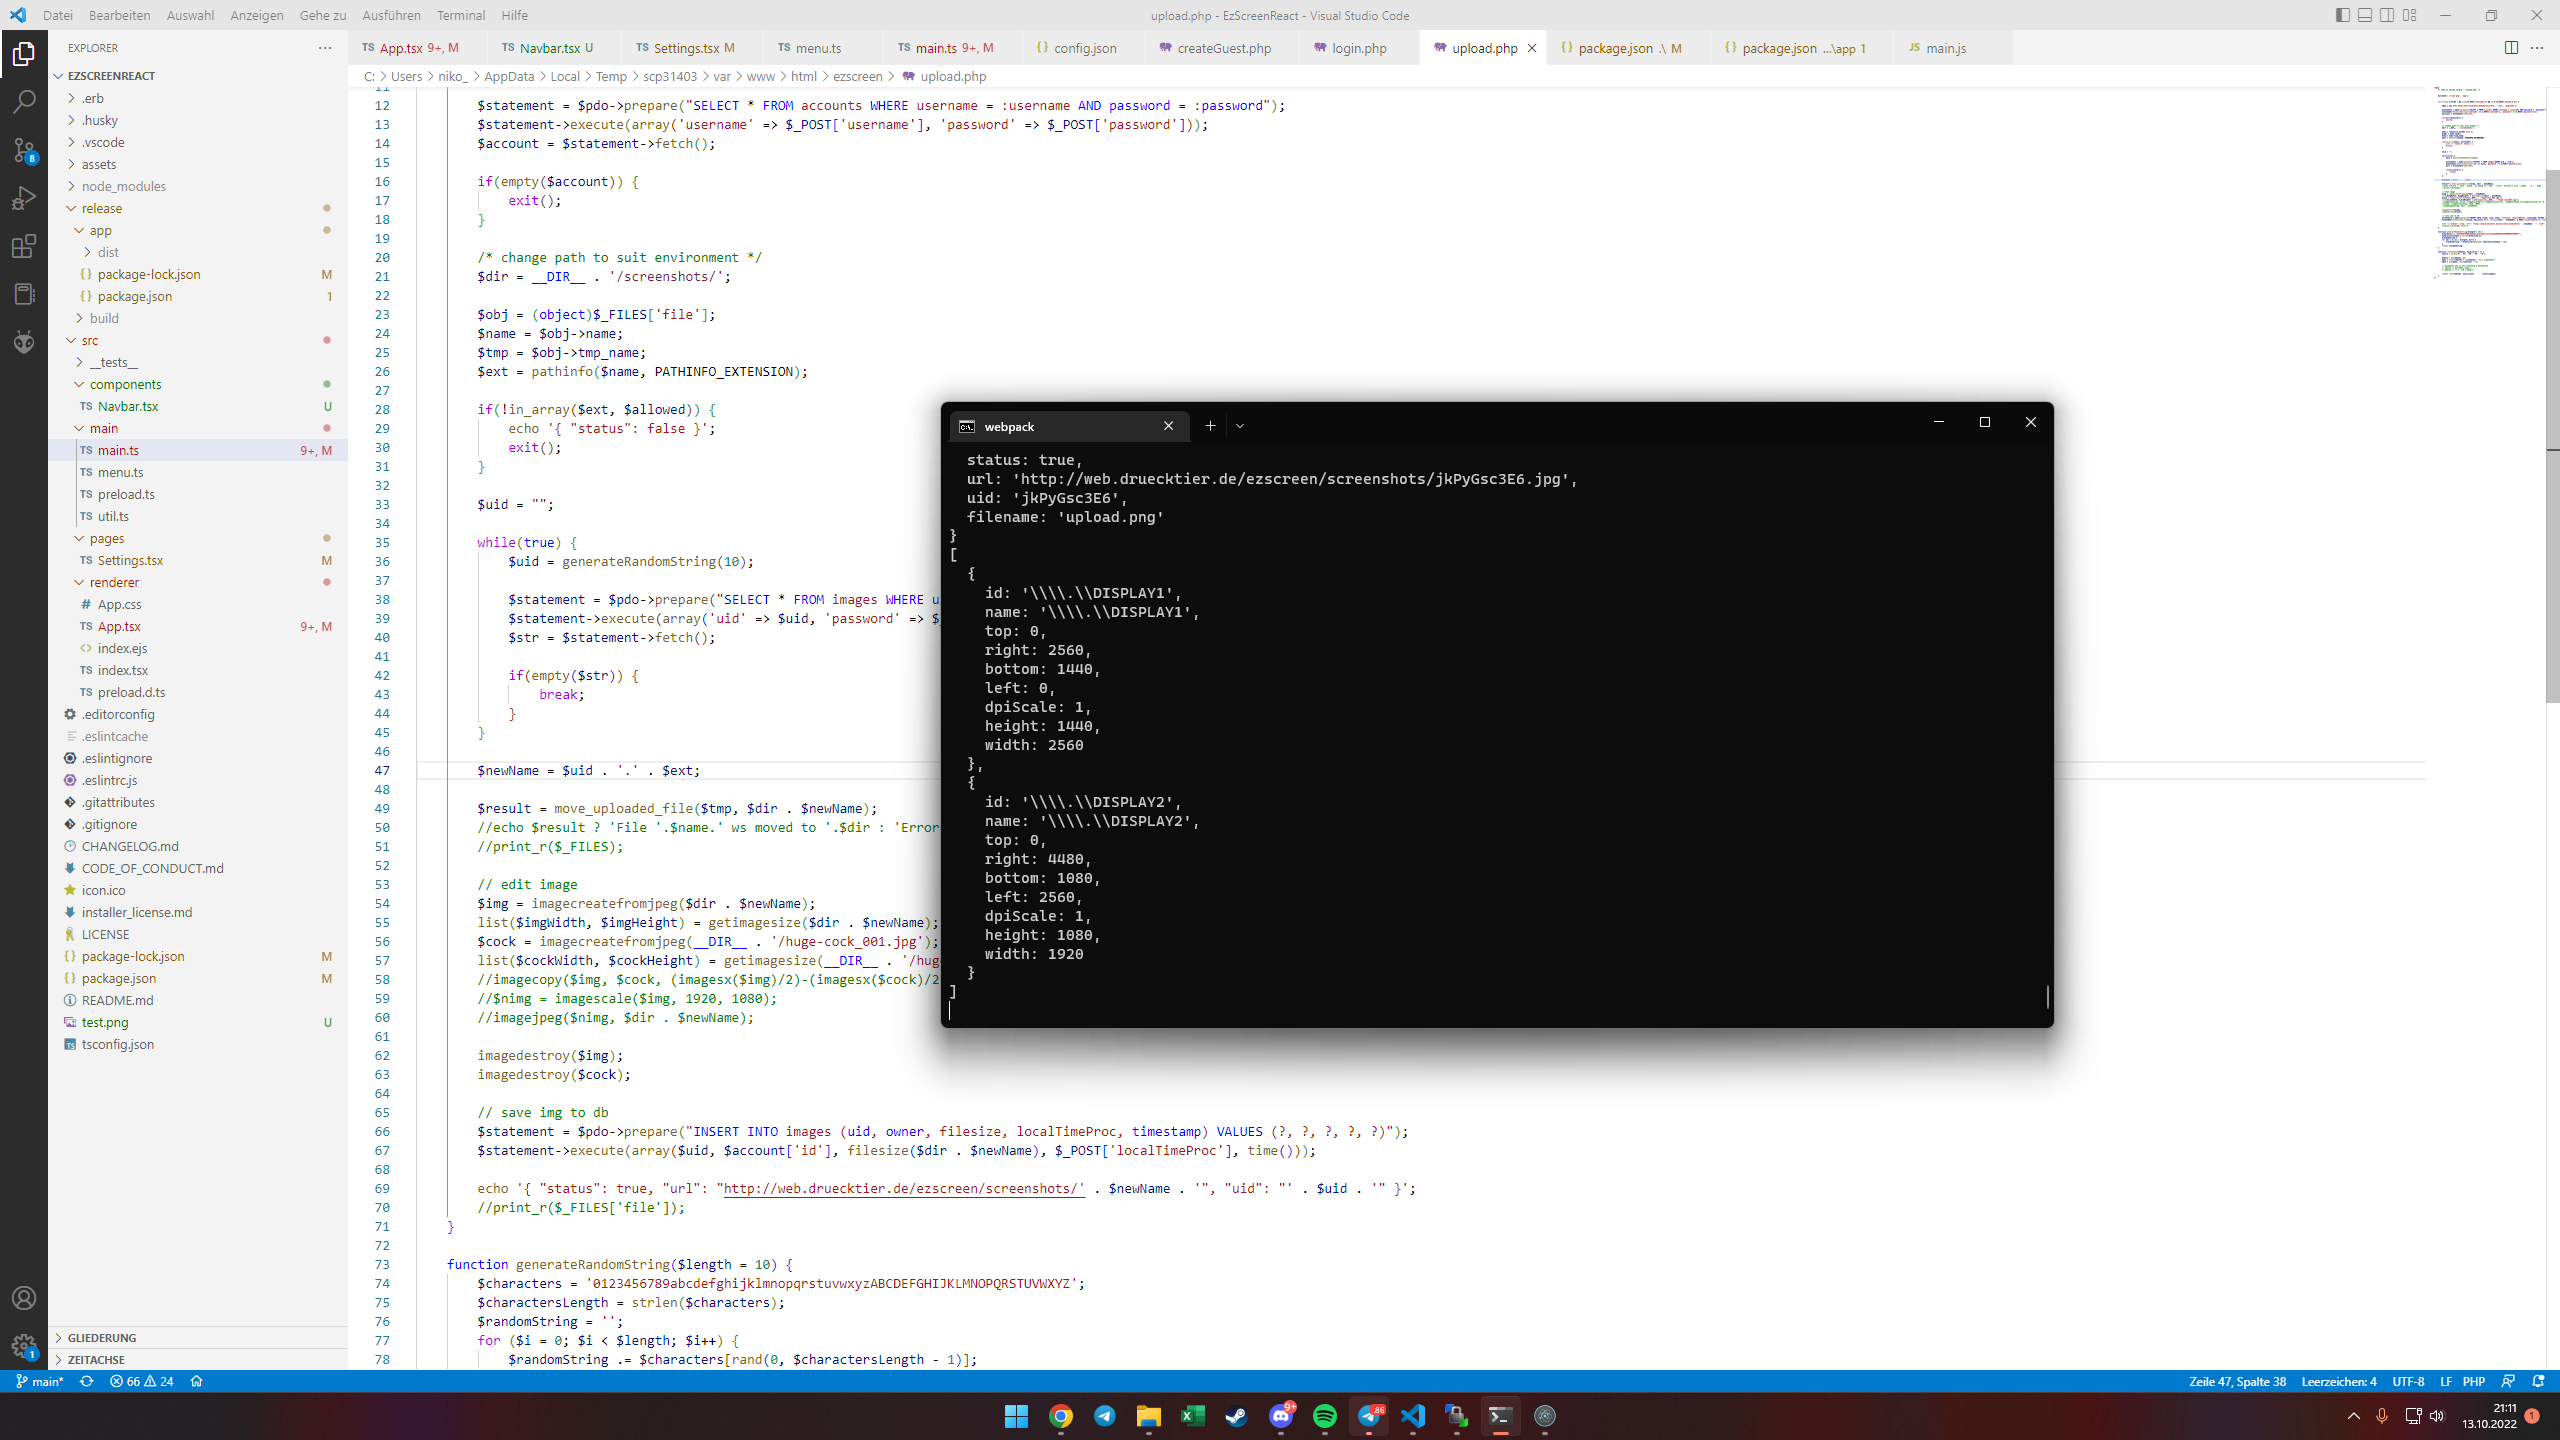 Datei Bearbeiten Auswahl Anzeigen Gehe zu Ausführen Terminal Hilfe
upload.php - EzScreenReact - Visual Studio Code
EXPLORER
EZSCREENREACT
.erb
.husky
.vscode
assets
node_modules
release
app
dist
package-lock.json M
package.json 1
build
src
__tests__
components
Navbar.tsx U
main
TS main.ts 9+, M
TS menu.ts
TS preload.ts
TS util.ts
pages
TS Settings.tsx M
renderer
# App.css
TS App.tsx 9+, M
index.ejs
TS index.tsx
TS preload.d.ts
.editorconfig
.eslintcache
.eslintignore
.eslintrc.js
.gitattributes
.gitignore
CHANGELOG.md
CODE_OF_CONDUCT.md
icon.ico
installer_license.md
LICENSE
package-lock.json M
package.json M
README.md
test.png U
tsconfig.json
GLIEDERUNG
ZEITACHSE
TS App.tsx 9+, M TS Navbar.tsx U TS Settings.tsx M TS menu.ts TS main.ts 9+, M {} config.json createGuest.php login.php upload.php {} package.json .\ M {} package.json ...\app 1 JS main.js
C: > Users > niko_ > AppData > Local > Temp > scp31403 > var > www > html > ezscreen > upload.php
11
12 $statement = $pdo->prepare("SELECT * FROM accounts WHERE username = :username AND password = :password");
13 $statement->execute(array('username' => $_POST['username'], 'password' => $_POST['password']));
14 $account = $statement->fetch();
15
16 if(empty($account)) {
17 exit();
18 }
19
20 /* change path to suit environment */
21 $dir = __DIR__ . '/screenshots/';
22
23 $obj = (object)$_FILES['file'];
24 $name = $obj->name;
25 $tmp = $obj->tmp_name;
26 $ext = pathinfo($name, PATHINFO_EXTENSION);
27
28 if(!in_array($ext, $allowed)) {
29 echo '{ "status": false }';
30 exit();
31 }
32
33 $uid = "";
34
35 while(true) {
36 $uid = generateRandomString(10);
37
38 $statement = $pdo->prepare("SELECT * FROM images WHERE u
39 $statement->execute(array('uid' => $uid, 'password' => $_
40 $str = $statement->fetch();
41
42 if(empty($str)) {
43 break;
44 }
45 }
46
47 $newName = $uid . '.' . $ext;
48
49 $result = move_uploaded_file($tmp, $dir . $newName);
50 //echo $result ? 'File '.$name.' ws moved to '.$dir : 'Error
51 //print_r($_FILES);
52
53 // edit image
54 $img = imagecreatefromjpeg($dir . $newName);
55 list($imgWidth, $imgHeight) = getimagesize($dir . $newName);
56 $cock = imagecreatefromjpeg(__DIR__ . '/huge-cock_001.jpg');
57 list($cockWidth, $cockHeight) = getimagesize(__DIR__ . '/hug
58 //imagecopy($img, $cock, (imagesx($img)/2)-(imagesx($cock)/2
59 //$nimg = imagescale($img, 1920, 1080);
60 //imagejpeg($nimg, $dir . $newName);
61
62 imagedestroy($img);
63 imagedestroy($cock);
64
65 // save img to db
66 $statement = $pdo->prepare("INSERT INTO images (uid, owner, filesize, localTimeProc, timestamp) VALUES (?, ?, ?, ?, ?)");
67 $statement->execute(array($uid, $account['id'], filesize($dir . $newName), $_POST['localTimeProc'], time()));
68
69 echo '{ "status": true, "url": "http://web.druecktier.de/ezscreen/screenshots/' . $newName . '", "uid": "' . $uid . '" }';
70 //print_r($_FILES['file']);
71 }
72
73 function generateRandomString($length = 10) {
74 $characters = '0123456789abcdefghijklmnopqrstuvwxyzABCDEFGHIJKLMNOPQRSTUVWXYZ';
75 $charactersLength = strlen($characters);
76 $randomString = '';
77 for ($i = 0; $i < $length; $i++) {
78 $randomString .= $characters[rand(0, $charactersLength - 1)];
webpack
status: true,
url: 'http://web.druecktier.de/ezscreen/screenshots/jkPyGsc3E6.jpg',
uid: 'jkPyGsc3E6',
filename: 'upload.png'
}
[
{
id: '\\\\.\\DISPLAY1',
name: '\\\\.\\DISPLAY1',
top: 0,
right: 2560,
bottom: 1440,
left: 0,
dpiScale: 1,
height: 1440,
width: 2560
},
{
id: '\\\\.\\DISPLAY2',
name: '\\\\.\\DISPLAY2',
top: 0,
right: 4480,
bottom: 1080,
left: 2560,
dpiScale: 1,
height: 1080,
width: 1920
}
]
8
1
main* 66 24
Zeile 47, Spalte 38 Leerzeichen: 4 UTF-8 LF PHP
9+
86
21:11
13.10.2022
1